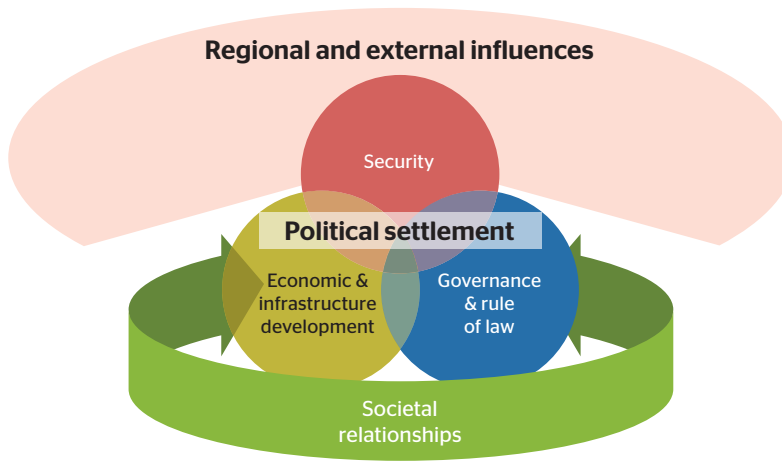 Regional and external influences
Security
Political settlement
Economic &
infrastructure
development
Governance
& rule
of law
Societal
relationships